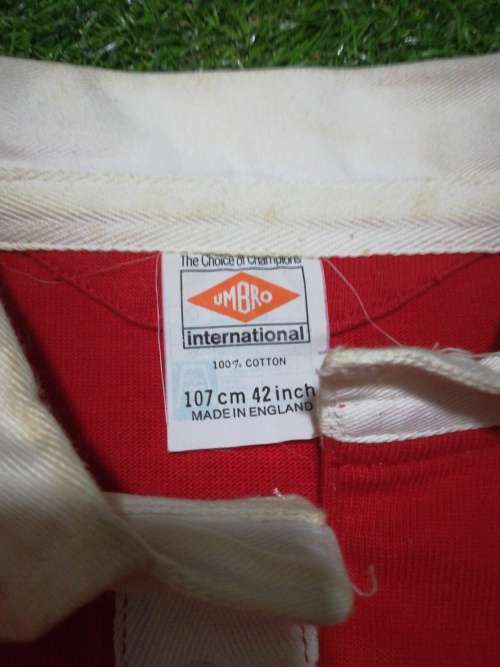 The Choice of Champions
UMBRO
international
100% COTTON
107 cm 42 inch
MADE IN ENGLAND